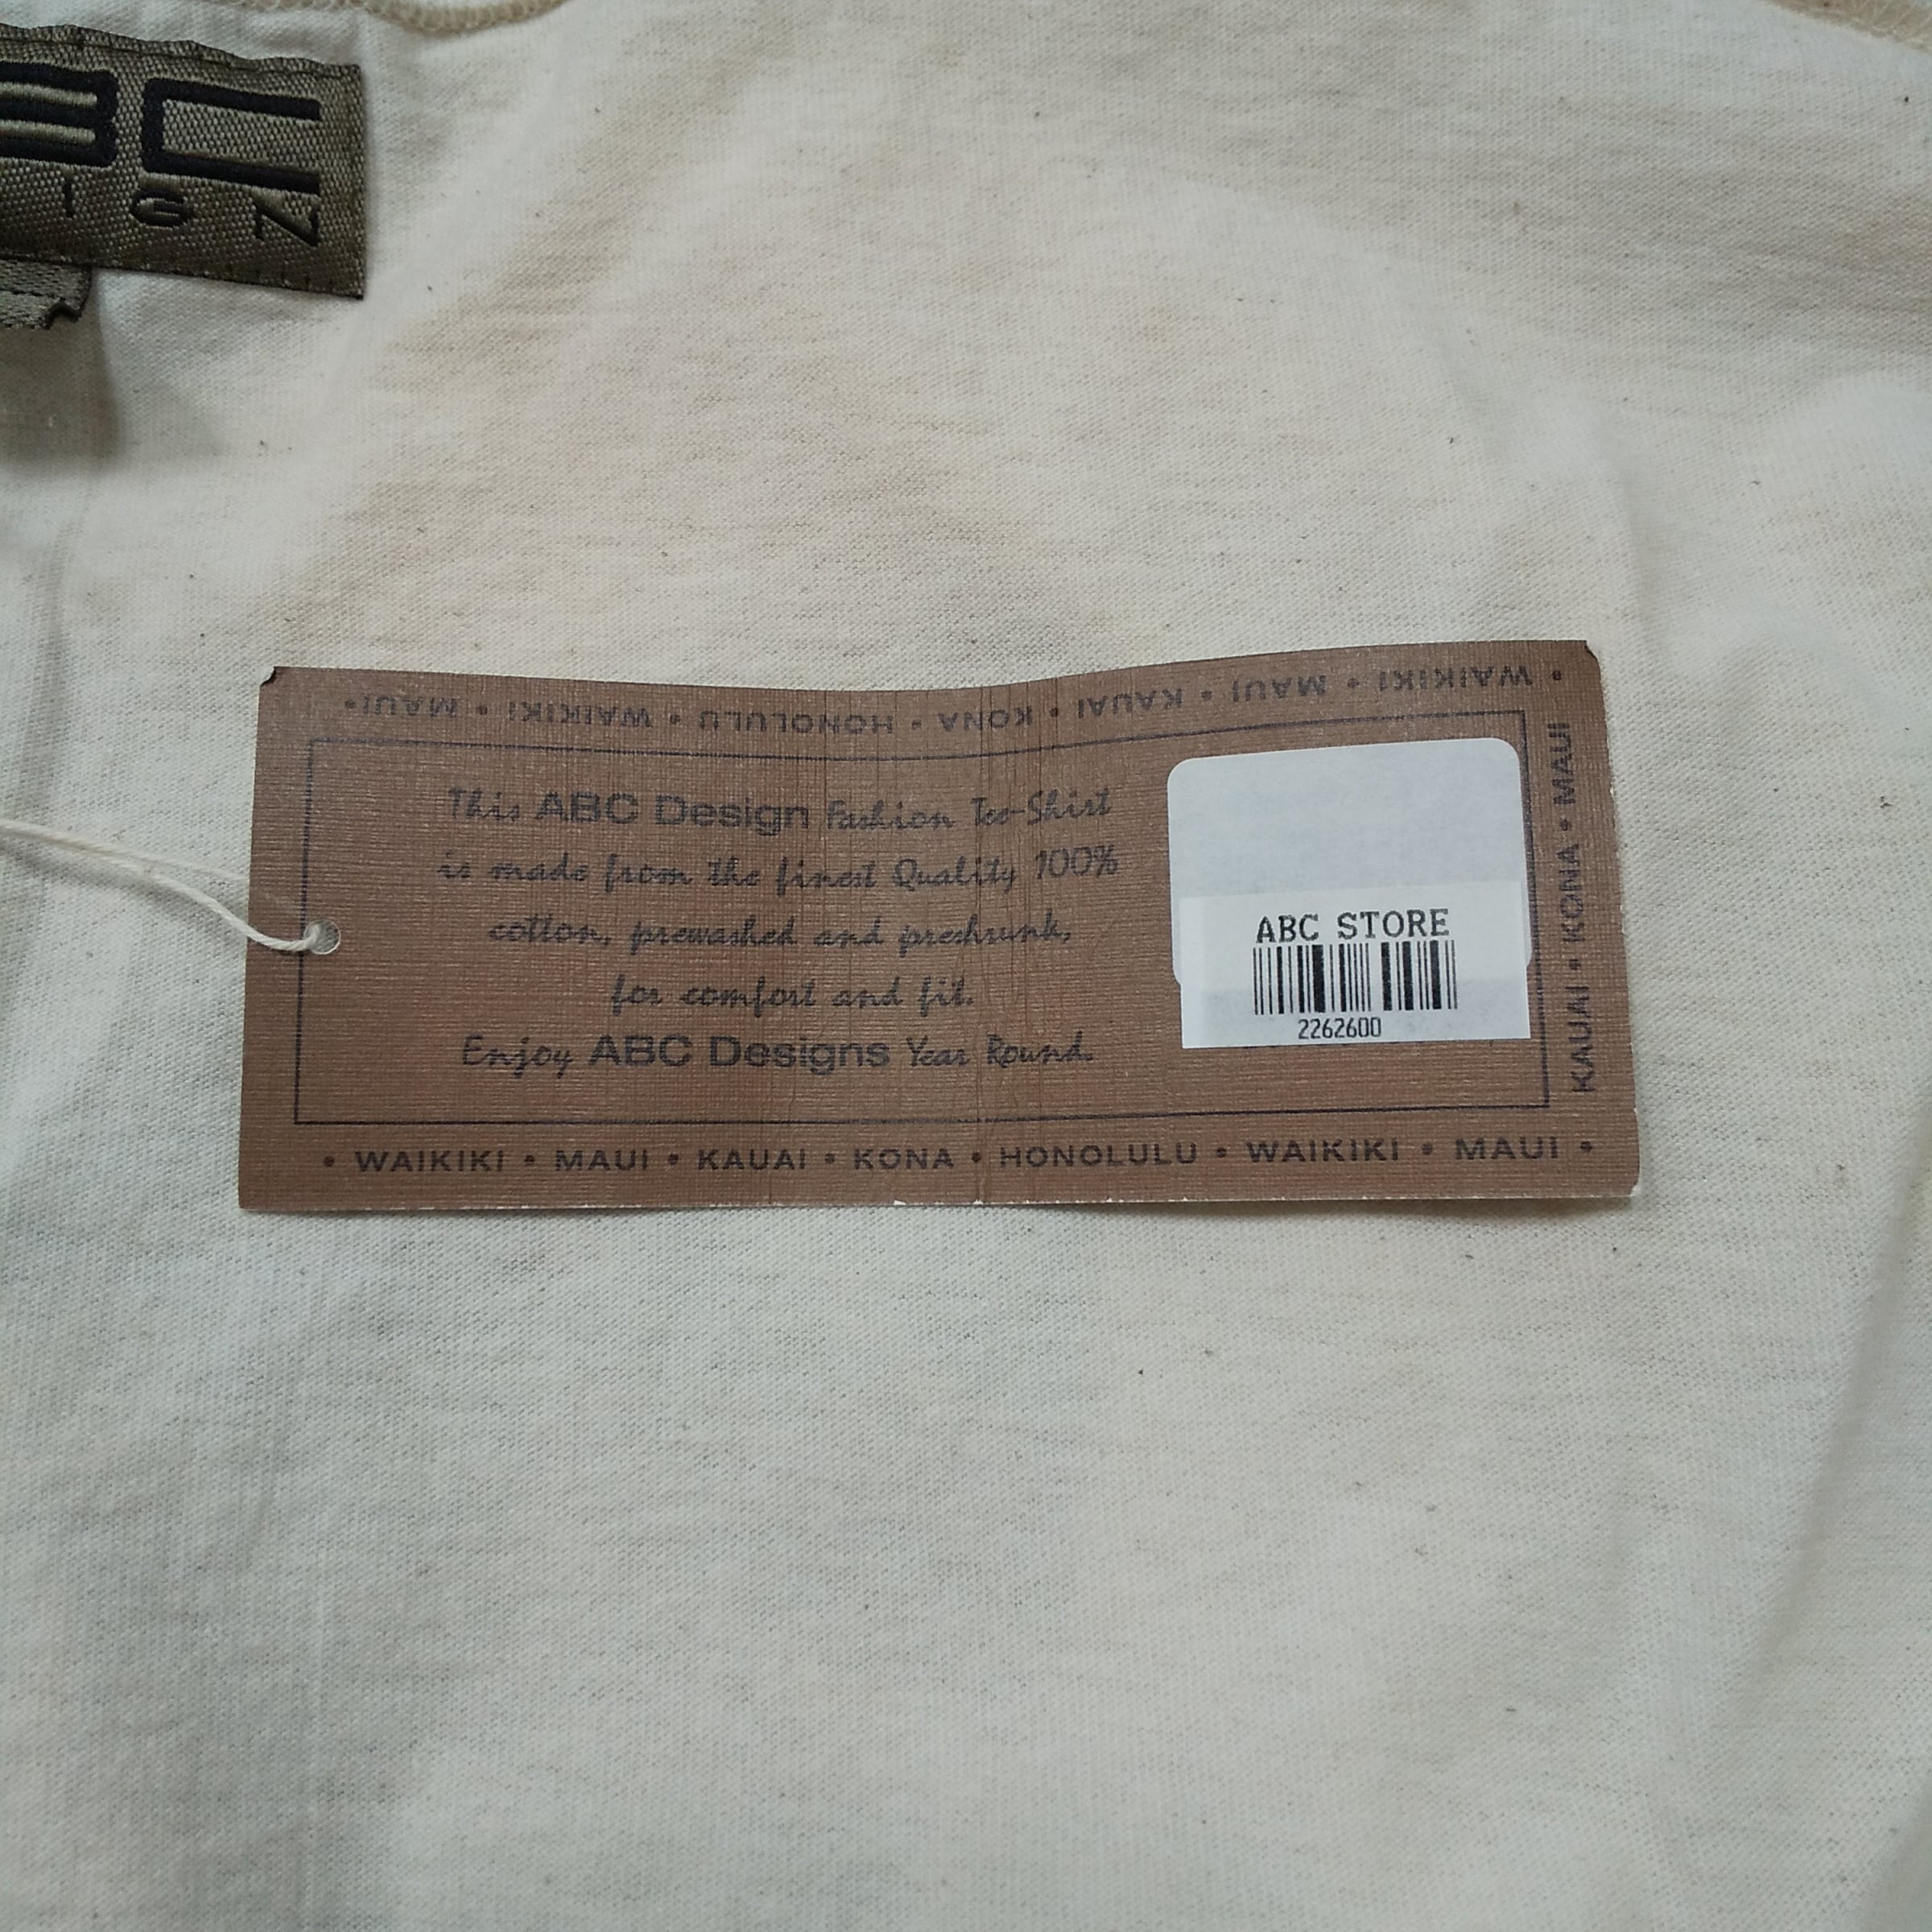 BC
IGN
• WAIKIKI • MAUI • KAUAI • KONA • HONOLULU • WAIKIKI • MAUI •
This ABC Design Fashion Tee-Shirt
is made from the finest Quality 100%
cotton, prewashed and preshrunk,
for comfort and fit.
Enjoy ABC Designs Year Round.
ABC STORE
2262600
KAUAI • KONA • MAUI
• WAIKIKI • MAUI • KAUAI • KONA • HONOLULU • WAIKIKI • MAUI •